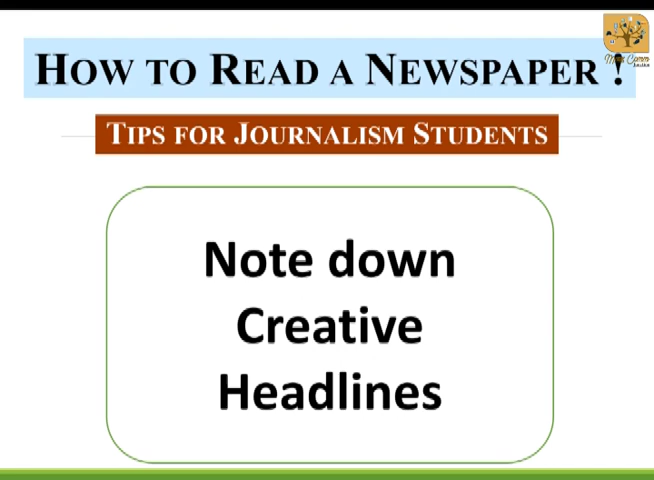 HOW TO READ A NEWSPAPER !
TIPS FOR JOURNALISM STUDENTS
Note down
Creative
Headlines